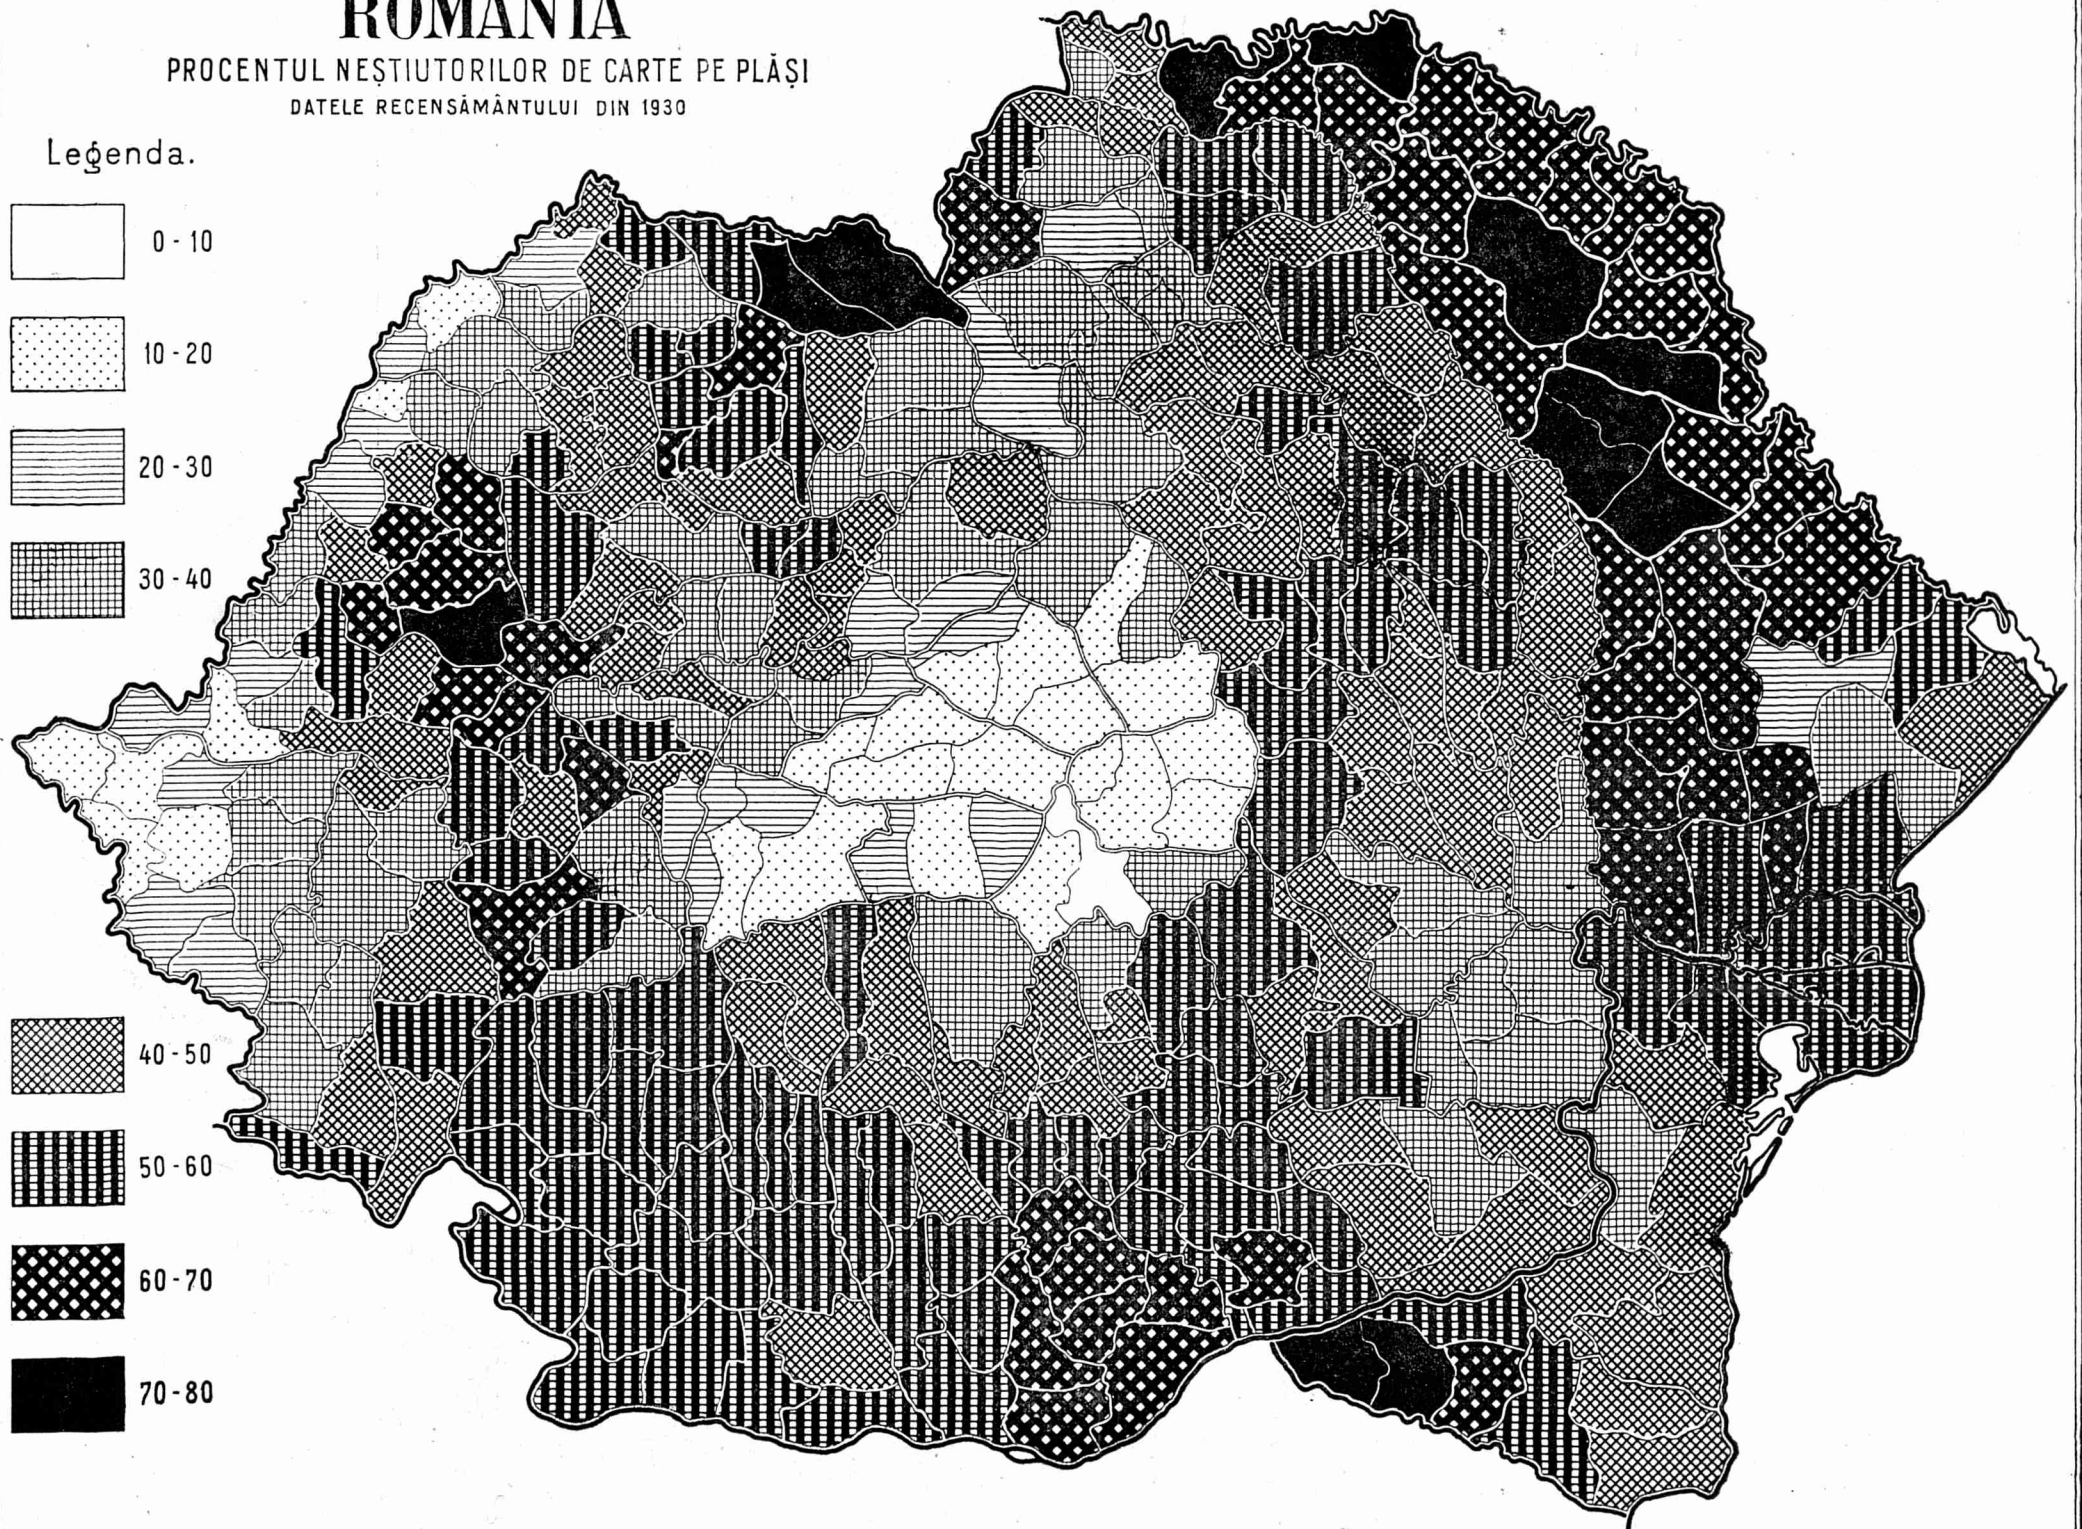 ROMÂNIA
PROCENTUL NEȘTIUTORILOR DE CARTE PE PLĂȘI
DATELE RECENSĂMÂNTULUI DIN 1930
Legenda.
0-10
10-20
20-30
30-40
40-50
50-60
60-70
70-80